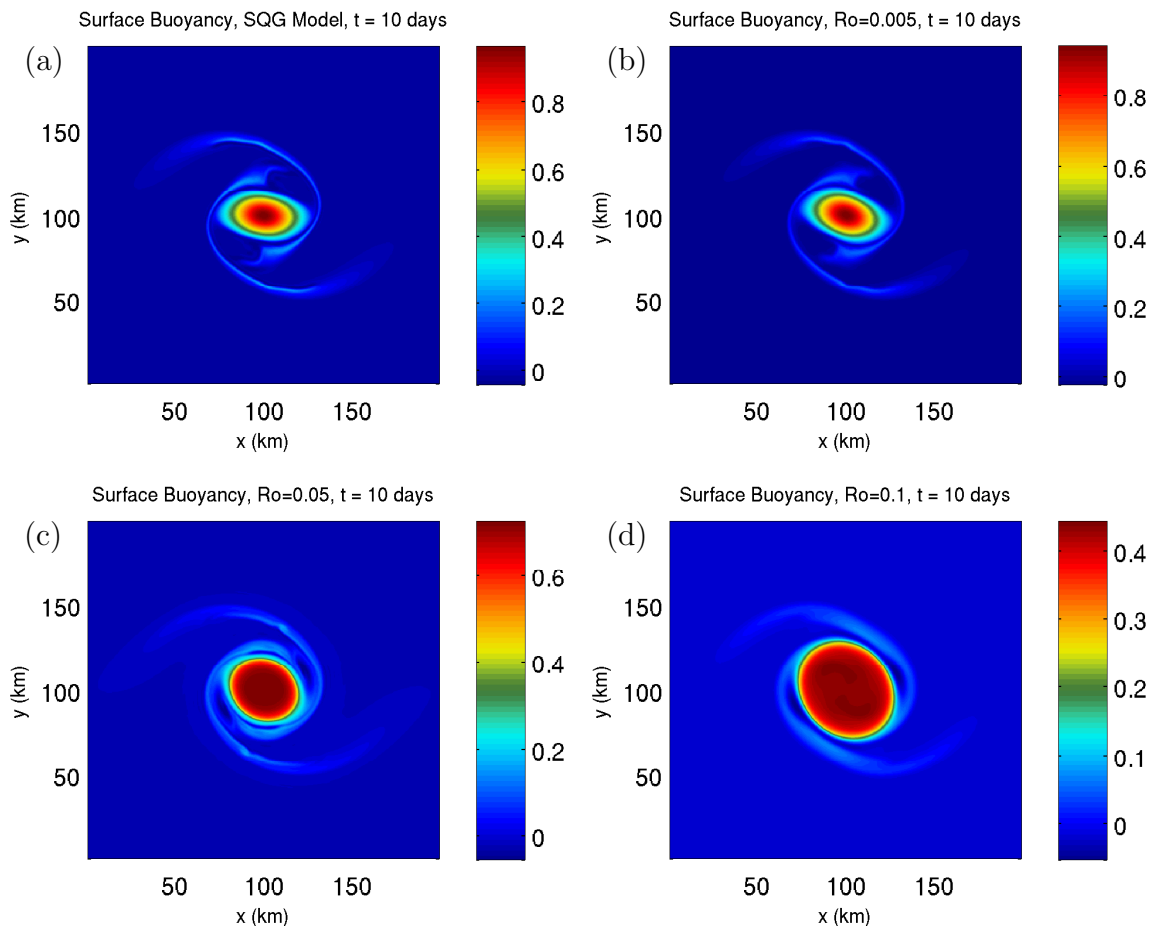 Surface Buoyancy, SQG Model, t = 10 days
(a)
150
100
50
y (km)
50 100 150
x (km)
0.8
0.6
0.4
0.2
0
Surface Buoyancy, Ro=0.005, t = 10 days
(b)
150
100
50
y (km)
50 100 150
x (km)
0.8
0.6
0.4
0.2
0
Surface Buoyancy, Ro=0.05, t = 10 days
(c)
150
100
50
y (km)
50 100 150
x (km)
0.6
0.4
0.2
0
Surface Buoyancy, Ro=0.1, t = 10 days
(d)
150
100
50
y (km)
50 100 150
x (km)
0.4
0.3
0.2
0.1
0